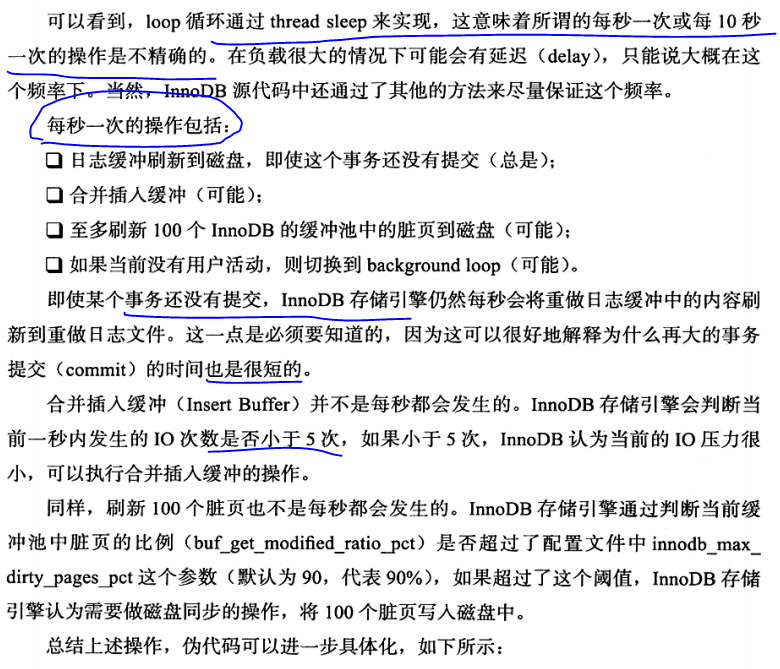 可以看到，loop 循环通过 thread sleep 来实现，这意味着所谓的每秒一次或每 10 秒
一次的操作是不精确的。在负载很大的情况下可能会有延迟（delay），只能说大概在这
个频率下。当然，InnoDB 源代码中还通过了其他的方法来尽量保证这个频率。
每秒一次的操作包括：
❑ 日志缓冲刷新到磁盘，即使这个事务还没有提交（总是）；
❑ 合并插入缓冲（可能）；
❑ 至多刷新 100 个 InnoDB 的缓冲池中的脏页到磁盘（可能）；
❑ 如果当前没有用户活动，则切换到 background loop（可能）。
即使某个事务还没有提交，InnoDB 存储引擎仍然每秒会将重做日志缓冲中的内容刷
新到重做日志文件。这一点是必须要知道的，因为这可以很好地解释为什么再大的事务
提交（commit）的时间也是很短的。
合并插入缓冲（Insert Buffer）并不是每秒都会发生的。InnoDB 存储引擎会判断当
前一秒内发生的 IO 次数是否小于 5 次，如果小于 5 次，InnoDB 认为当前的 IO 压力很
小，可以执行合并插入缓冲的操作。
同样，刷新 100 个脏页也不是每秒都会发生的。InnoDB 存储引擎通过判断当前缓
冲池中脏页的比例（buf_get_modified_ratio_pct）是否超过了配置文件中 innodb_max_
dirty_pages_pct 这个参数（默认为 90，代表 90%），如果超过了这个阈值，InnoDB 存储
引擎认为需要做磁盘同步的操作，将 100 个脏页写入磁盘中。
总结上述操作，伪代码可以进一步具体化，如下所示：